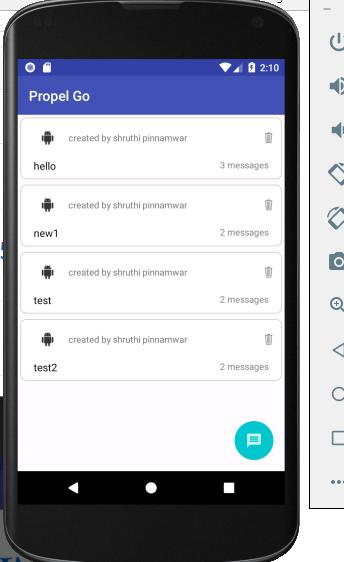 2:10
Propel Go
created by shruthi pinnamwar
hello 3 messages
created by shruthi pinnamwar
new1 2 messages
created by shruthi pinnamwar
test 2 messages
created by shruthi pinnamwar
test2 2 messages